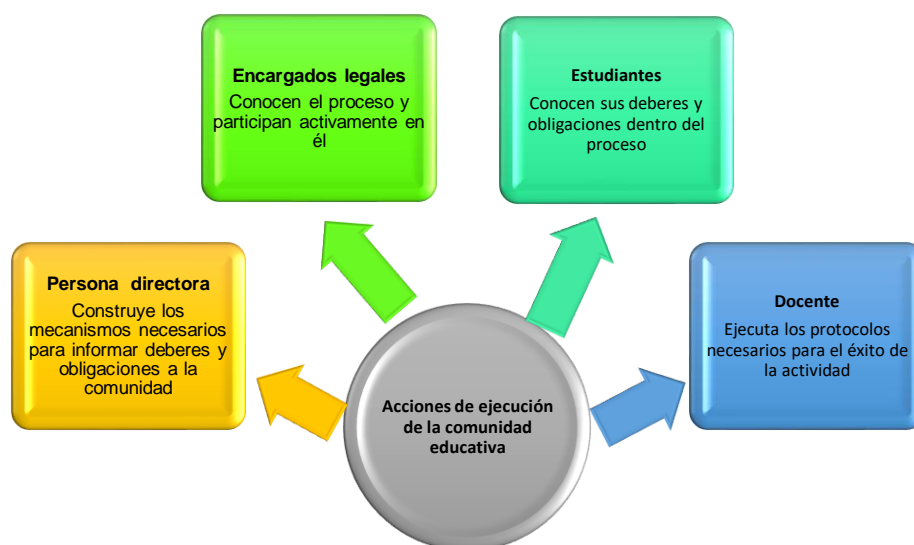 Encargados legales
Conocen el proceso y
participan activamente en
él
Estudiantes
Conocen sus deberes y
obligaciones dentro del
proceso
Persona directora
Construye los
mecanismos necesarios
para informar deberes y
obligaciones a la
comunidad
Docente
Ejecuta los protocolos
necesarios para el éxito de
la actividad
Acciones de ejecución
de la comunidad
educativa